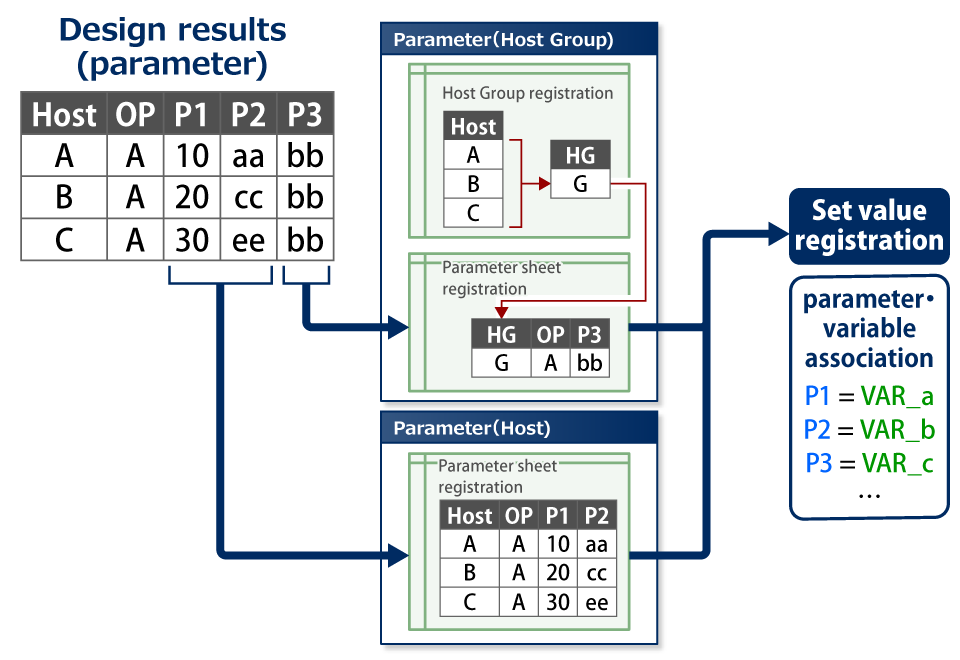 Design results
(parameter)
Host OP P1 P2 P3
A A 10 aa bb
B A 20 cc bb
C A 30 ee bb
Parameter(Host Group)
Host Group registration
Host
A
B
C
HG
G
Parameter sheet
registration
HG OP P3
G A bb
Parameter(Host)
Parameter sheet
registration
Host OP P1 P2
A A 10 aa
B A 20 cc
C A 30 ee
Set value
registration
parameter・
variable
association
P1 = VAR_a
P2 = VAR_b
P3 = VAR_c
...